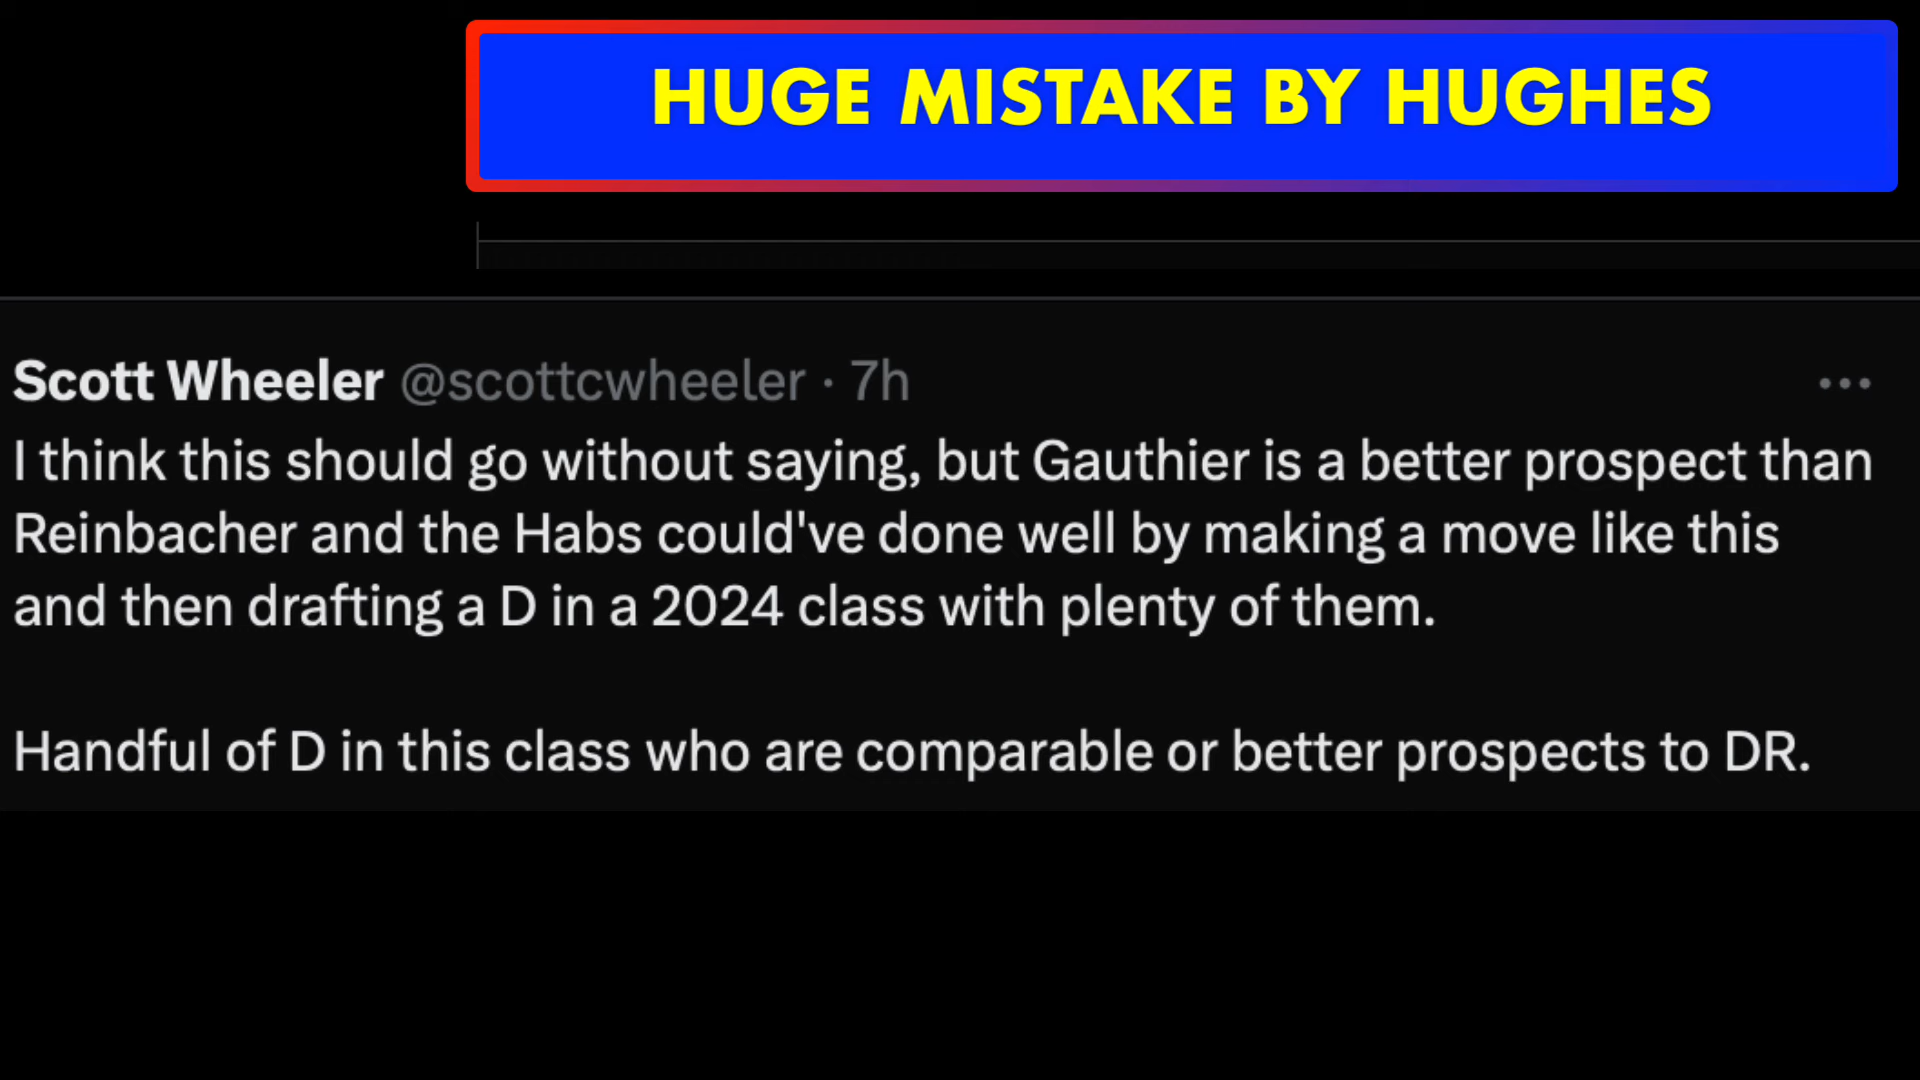 HUGE MISTAKE BY HUGHES
Scott Wheeler @scottcwheeler · 7h
I think this should go without saying, but Gauthier is a better prospect than
Reinbacher and the Habs could've done well by making a move like this
and then drafting a D in a 2024 class with plenty of them.
Handful of D in this class who are comparable or better prospects to DR.